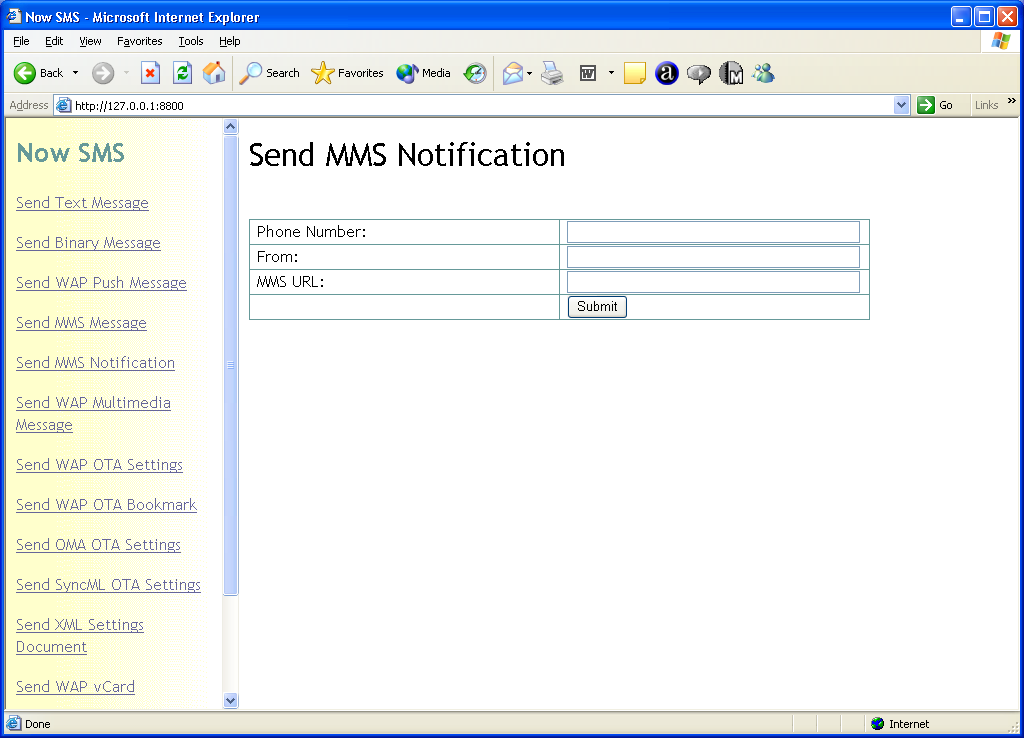 Now SMS - Microsoft Internet Explorer
File Edit View Favorites Tools Help
Back Search Favorites Media
Address http://127.0.0.1:8800 Go Links »
Now SMS
Send Text Message
Send Binary Message
Send WAP Push Message
Send MMS Message
Send MMS Notification
Send WAP Multimedia
Message
Send WAP OTA Settings
Send WAP OTA Bookmark
Send OMA OTA Settings
Send SyncML OTA Settings
Send XML Settings
Document
Send WAP vCard
Send MMS Notification
Phone Number:
From:
MMS URL:
Submit
Done Internet